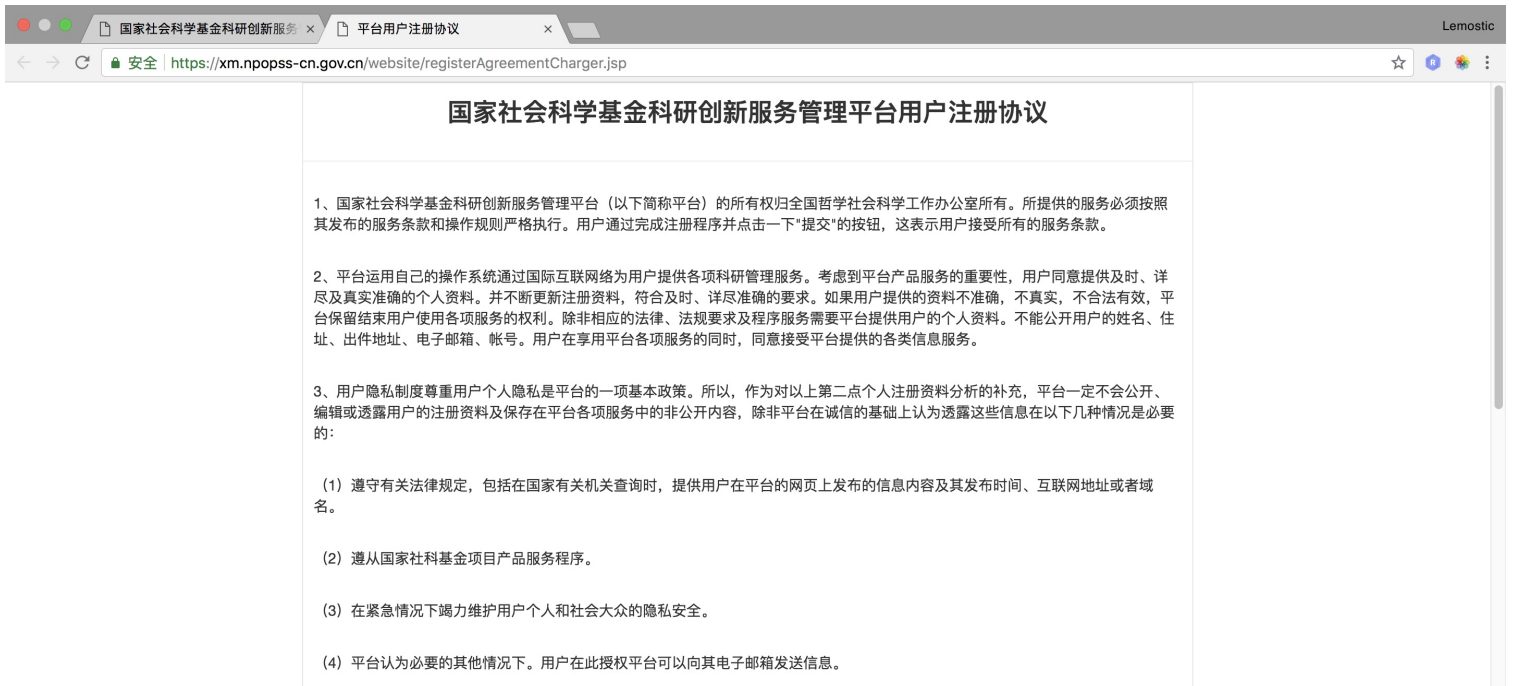 国家社会科学基金科研创新服务
平台用户注册协议
Lemostic
安全 https://xm.npopss-cn.gov.cn/website/registerAgreementCharger.jsp
国家社会科学基金科研创新服务管理平台用户注册协议
1、国家社会科学基金科研创新服务管理平台（以下简称平台）的所有权归全国哲学社会科学工作办公室所有。所提供的服务必须按照
其发布的服务条款和操作规则严格执行。用户通过完成注册程序并点击一下"提交"的按钮，这表示用户接受所有的服务条款。
2、平台运用自己的操作系统通过国际互联网络为用户提供各项科研管理服务。考虑到平台产品服务的重要性，用户同意提供及时、详
尽及真实准确的个人资料。并不断更新注册资料，符合及时、详尽准确的要求。如果用户提供的资料不准确，不真实，不合法有效，平
台保留结束用户使用各项服务的权利。除非相应的法律、法规要求及程序服务需要平台提供用户的个人资料。不能公开用户的姓名、住
址、出件地址、电子邮箱、帐号。用户在享用平台各项服务的同时，同意接受平台提供的各类信息服务。
3、用户隐私制度尊重用户个人隐私是平台的一项基本政策。所以，作为对以上第二点个人注册资料分析的补充，平台一定不会公开、
编辑或透露用户的注册资料及保存在平台各项服务中的非公开内容，除非平台在诚信的基础上认为透露这些信息在以下几种情况是必要
的：
（1）遵守有关法律规定，包括在国家有关机关查询时，提供用户在平台的网页上发布的信息内容及其发布时间、互联网地址或者域
名。
（2）遵从国家社科基金项目产品服务程序。
（3）在紧急情况下竭力维护用户个人和社会大众的隐私安全。
（4）平台认为必要的其他情况下。用户在此授权平台可以向其电子邮箱发送信息。